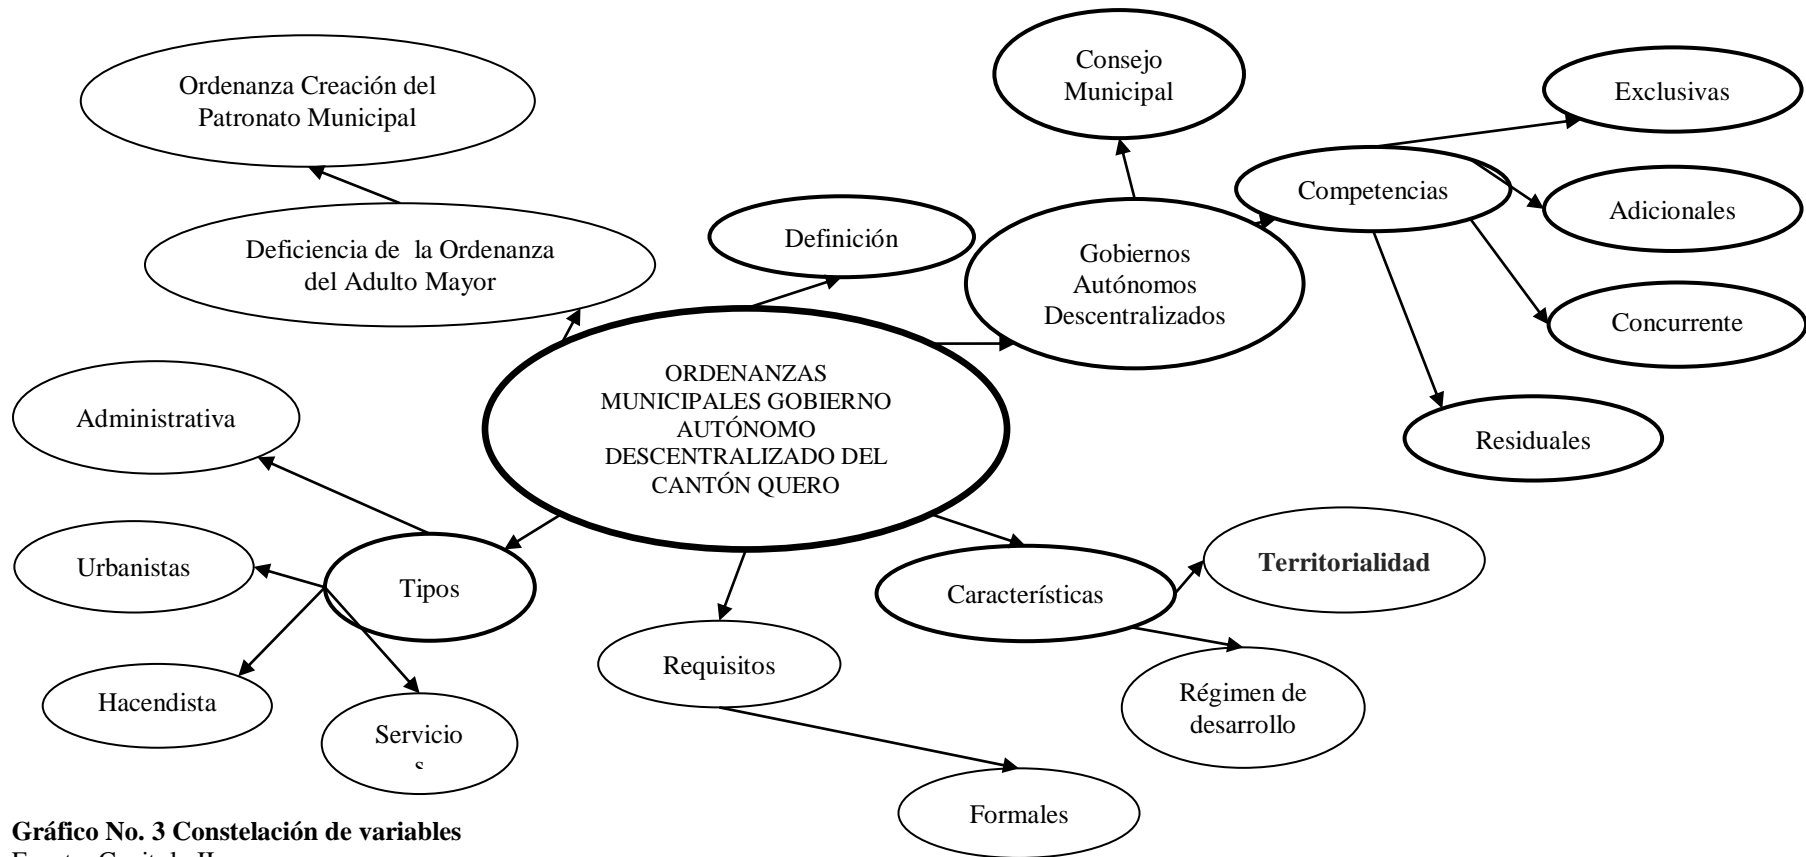 Consejo
Municipal
Ordenanza Creación del
Patronato Municipal
Exclusivas
Competencias
Adicionales
Definición
Deficiencia de la Ordenanza
del Adulto Mayor
Gobiernos
Autónomos
Descentralizados
Concurrente
ORDENANZAS
MUNICIPALES GOBIERNO
AUTÓNOMO
DESCENTRALIZADO DEL
CANTÓN QUERO
Administrativa
Residuales
Urbanistas
Tipos
Territorialidad
Características
Requisitos
Régimen de
desarrollo
Hacendista
Servicio
s
Formales
Gráfico No. 3 Constelación de variables